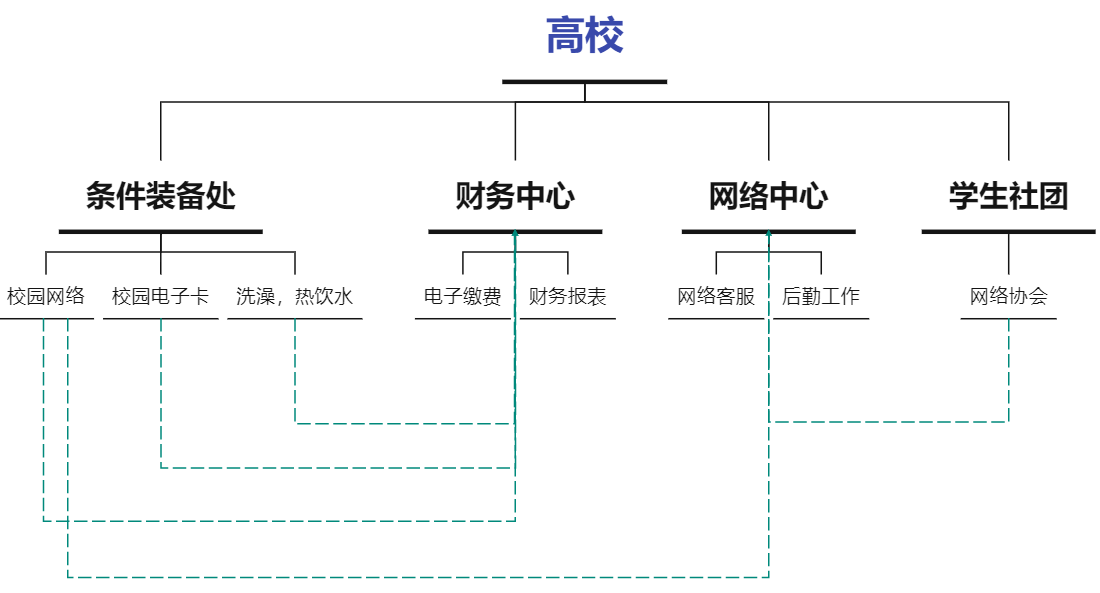 高校
条件装备处
财务中心
网络中心
学生社团
校园网络
校园电子卡
洗澡，热饮水
电子缴费
财务报表
网络客服
后勤工作
网络协会